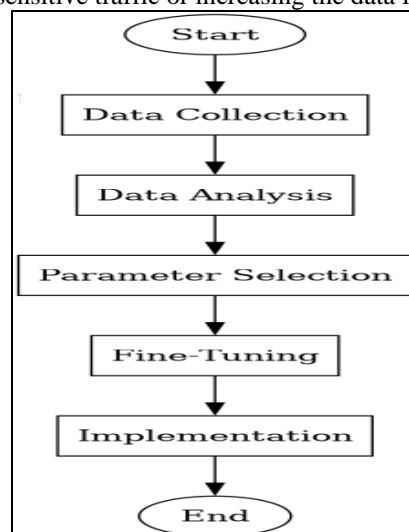 sensitive traffic or increasing the data
Start
Data Collection
Data Analysis
Parameter Selection
Fine-Tuning
Implementation
End